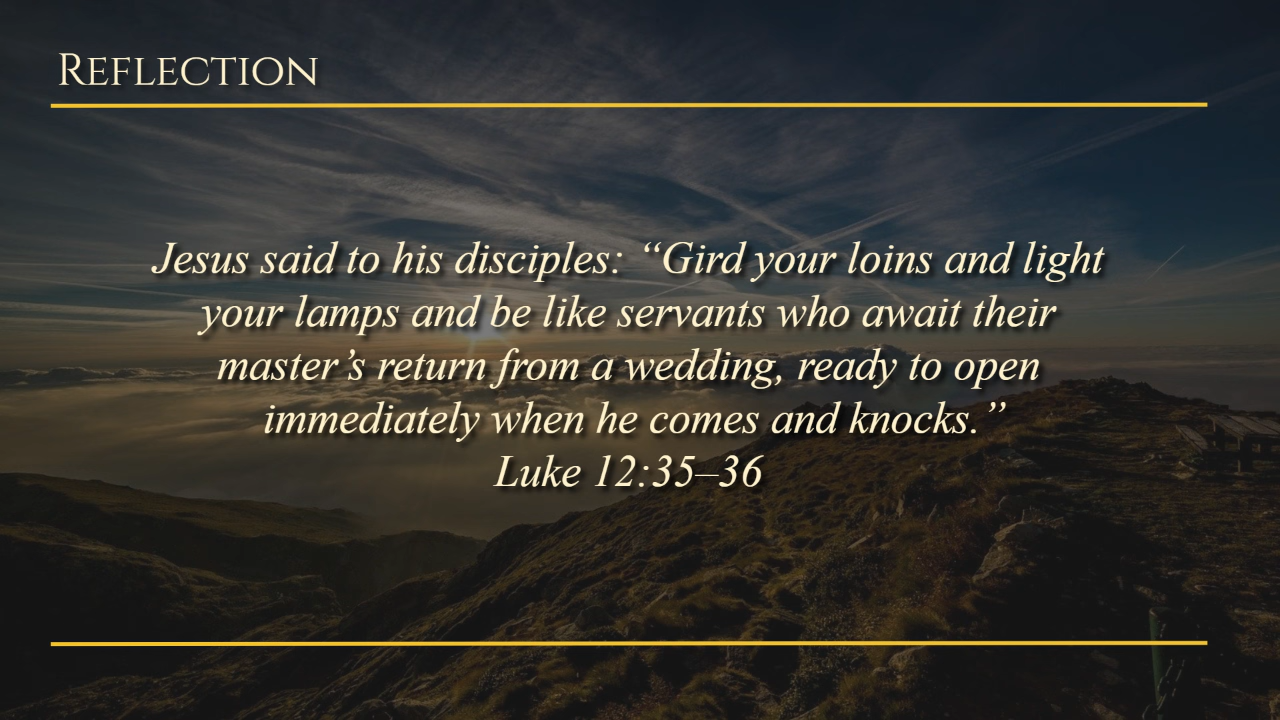 Reflection
Jesus said to his disciples: “Gird your loins and light
your lamps and be like servants who await their
master’s return from a wedding, ready to open
immediately when he comes and knocks.”
Luke 12:35–36